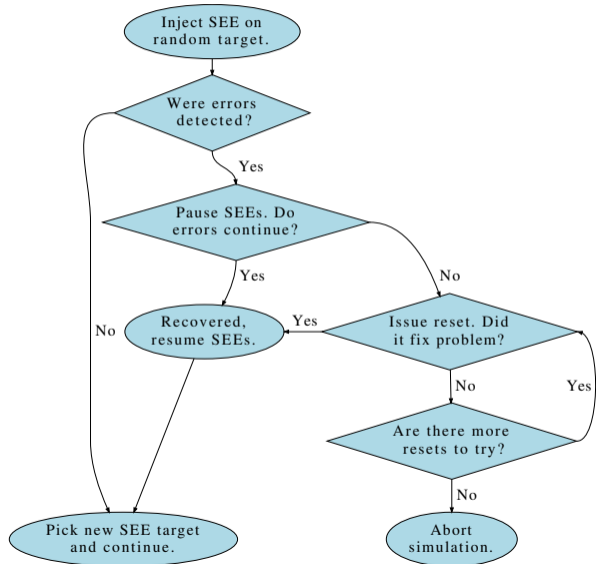 Inject SEE on
random target.
Were errors
detected?
Yes
Pause SEEs. Do
errors continue?
Yes
No
Recovered,
resume SEEs.
Yes
Issue reset. Did
it fix problem?
No
No
Yes
Are there more
resets to try?
No
Pick new SEE target
and continue.
Abort
simulation.